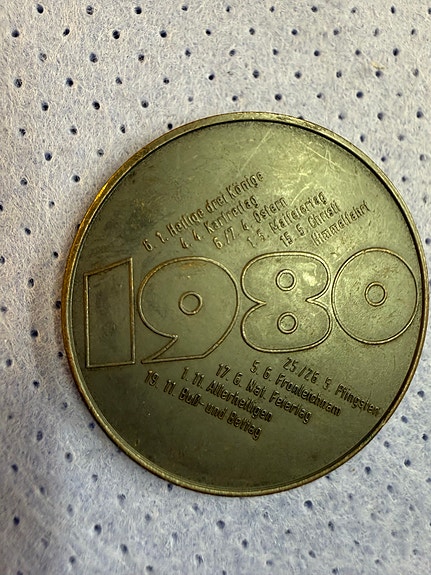 6. 1. Heilige drei Könige
4. 4. Karfreitag
6./7. 4. Ostern
1. 5. Maifeiertag
15. 5. Christi
Himmelfahrt
1980
25./26. 5. Pfingsten
5. 6. Fronleichnam
17. 6. Nat. Feiertag
1. 11. Allerheiligen
19. 11. Buß- und Bettag